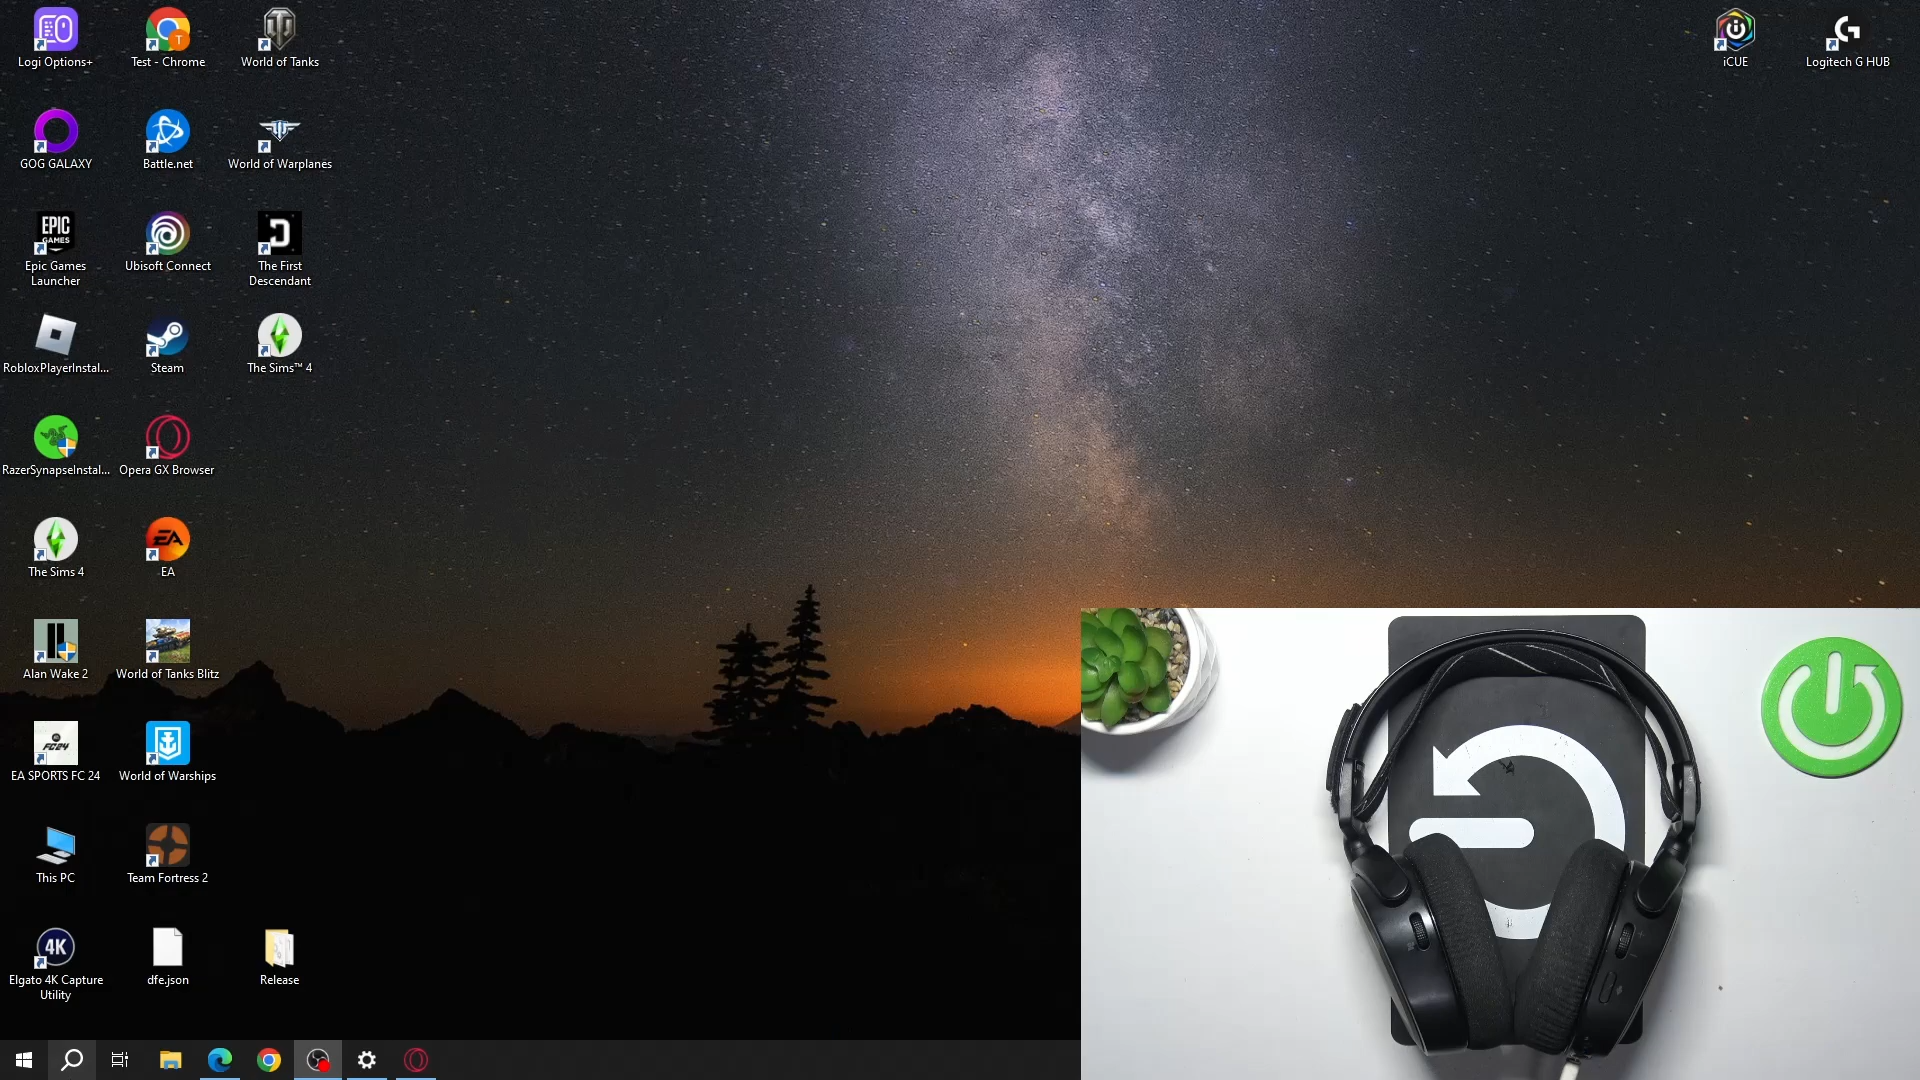 Logi Options+
T
Test - Chrome
World of Tanks
iCUE
Logitech G HUB
GOG GALAXY
Battle.net
World of Warplanes
EPIC
GAMES
Epic Games
Launcher
Ubisoft Connect
The First
Descendant
RobloxPlayerInstal...
Steam
The Sims™ 4
RazerSynapseInstal...
Opera GX Browser
The Sims 4
EA
EA
Alan Wake 2
World of Tanks Blitz
FC24
EA SPORTS FC 24
World of Warships
This PC
Team Fortress 2
4K
Elgato 4K Capture
Utility
dfe.json
Release